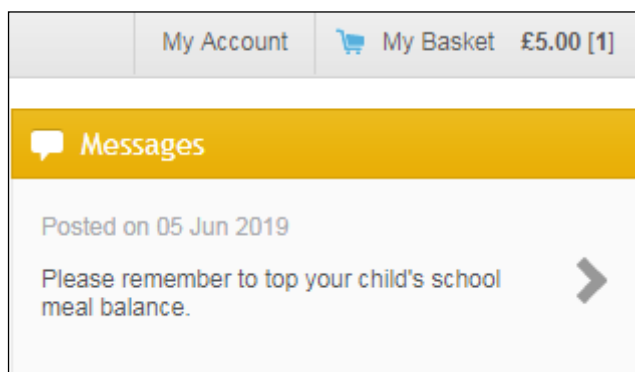 My Account My Basket £5.00 [1]
Messages
Posted on 05 Jun 2019
Please remember to top your child's school
meal balance.